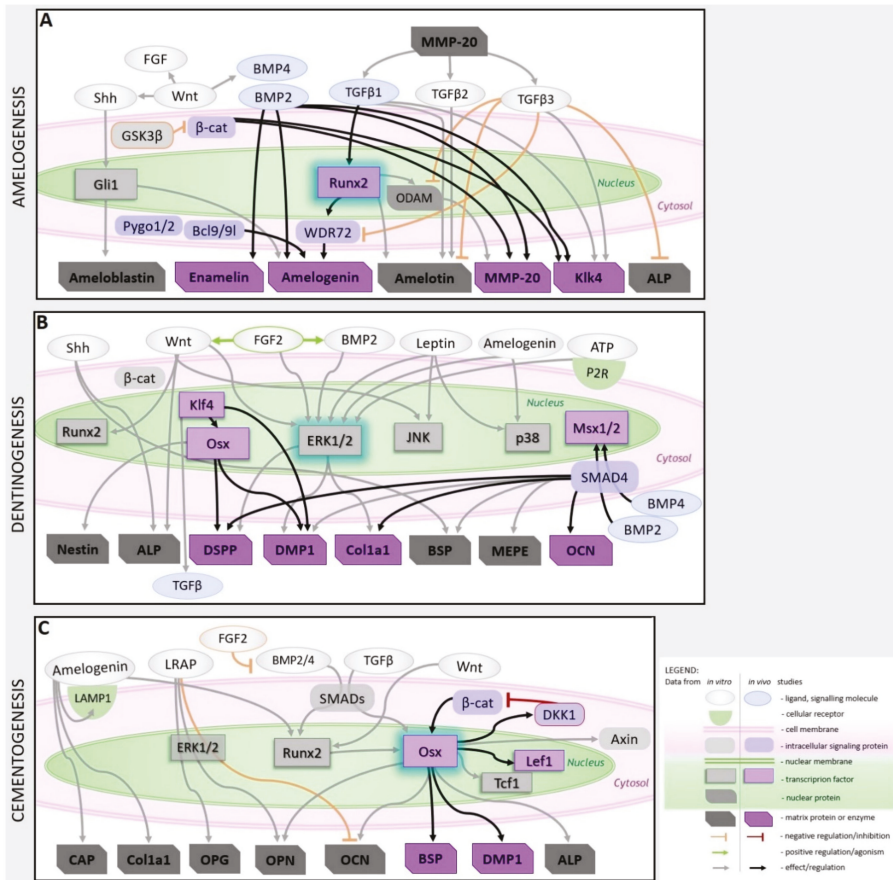 AMELOGENESIS
A
MMP-20
FGF
BMP4
Shh
Wnt
BMP2
TGFβ1
TGFβ2
TGFβ3
GSK3β
β-cat
Gli1
Runx2
ODAM
Nucleus
Cytosol
Pygo1/2
Bcl9/9l
WDR72
Ameloblastin
Enamelin
Amelogenin
Amelotin
MMP-20
Klk4
ALP
DENTINOGENESIS
B
Shh
Wnt
FGF2
BMP2
Leptin
Amelogenin
ATP
P2R
β-cat
Klf4
Nucleus
Runx2
Osx
ERK1/2
JNK
p38
Msx1/2
Cytosol
SMAD4
BMP4
BMP2
Nestin
ALP
DSPP
DMP1
Col1a1
BSP
MEPE
OCN
TGFβ
CEMENTOGENESIS
C
FGF2
Amelogenin
LRAP
BMP2/4
TGFβ
Wnt
LAMP1
SMADs
β-cat
DKK1
ERK1/2
Runx2
Osx
Axin
Lef1
Nucleus
Tcf1
Cytosol
CAP
Col1a1
OPG
OPN
OCN
BSP
DMP1
ALP
LEGEND:
Data from in vitro in vivo studies
- ligand, signalling molecule
- cellular receptor
- cell membrane
- intracellular signaling protein
- nuclear membrane
- transcriprion factor
- nuclear protein
- matrix protein or enzyme
- negative regulation/inhibition
- positive regulation/agonism
- effect/regulation